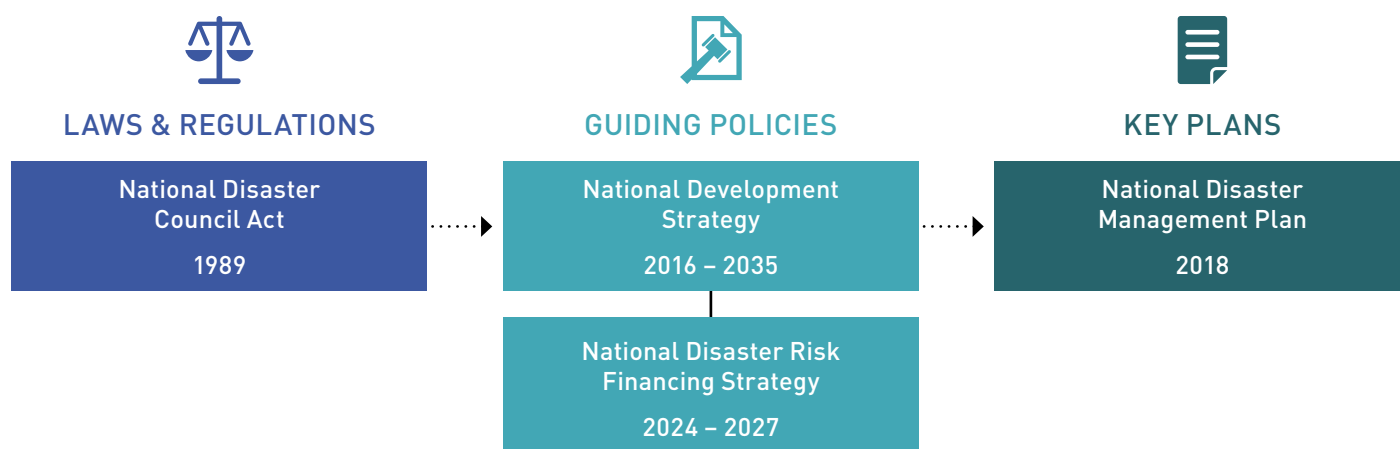 LAWS & REGULATIONS
National Disaster
Council Act
1989
GUIDING POLICIES
National Development
Strategy
2016 – 2035
National Disaster Risk
Financing Strategy
2024 – 2027
KEY PLANS
National Disaster
Management Plan
2018